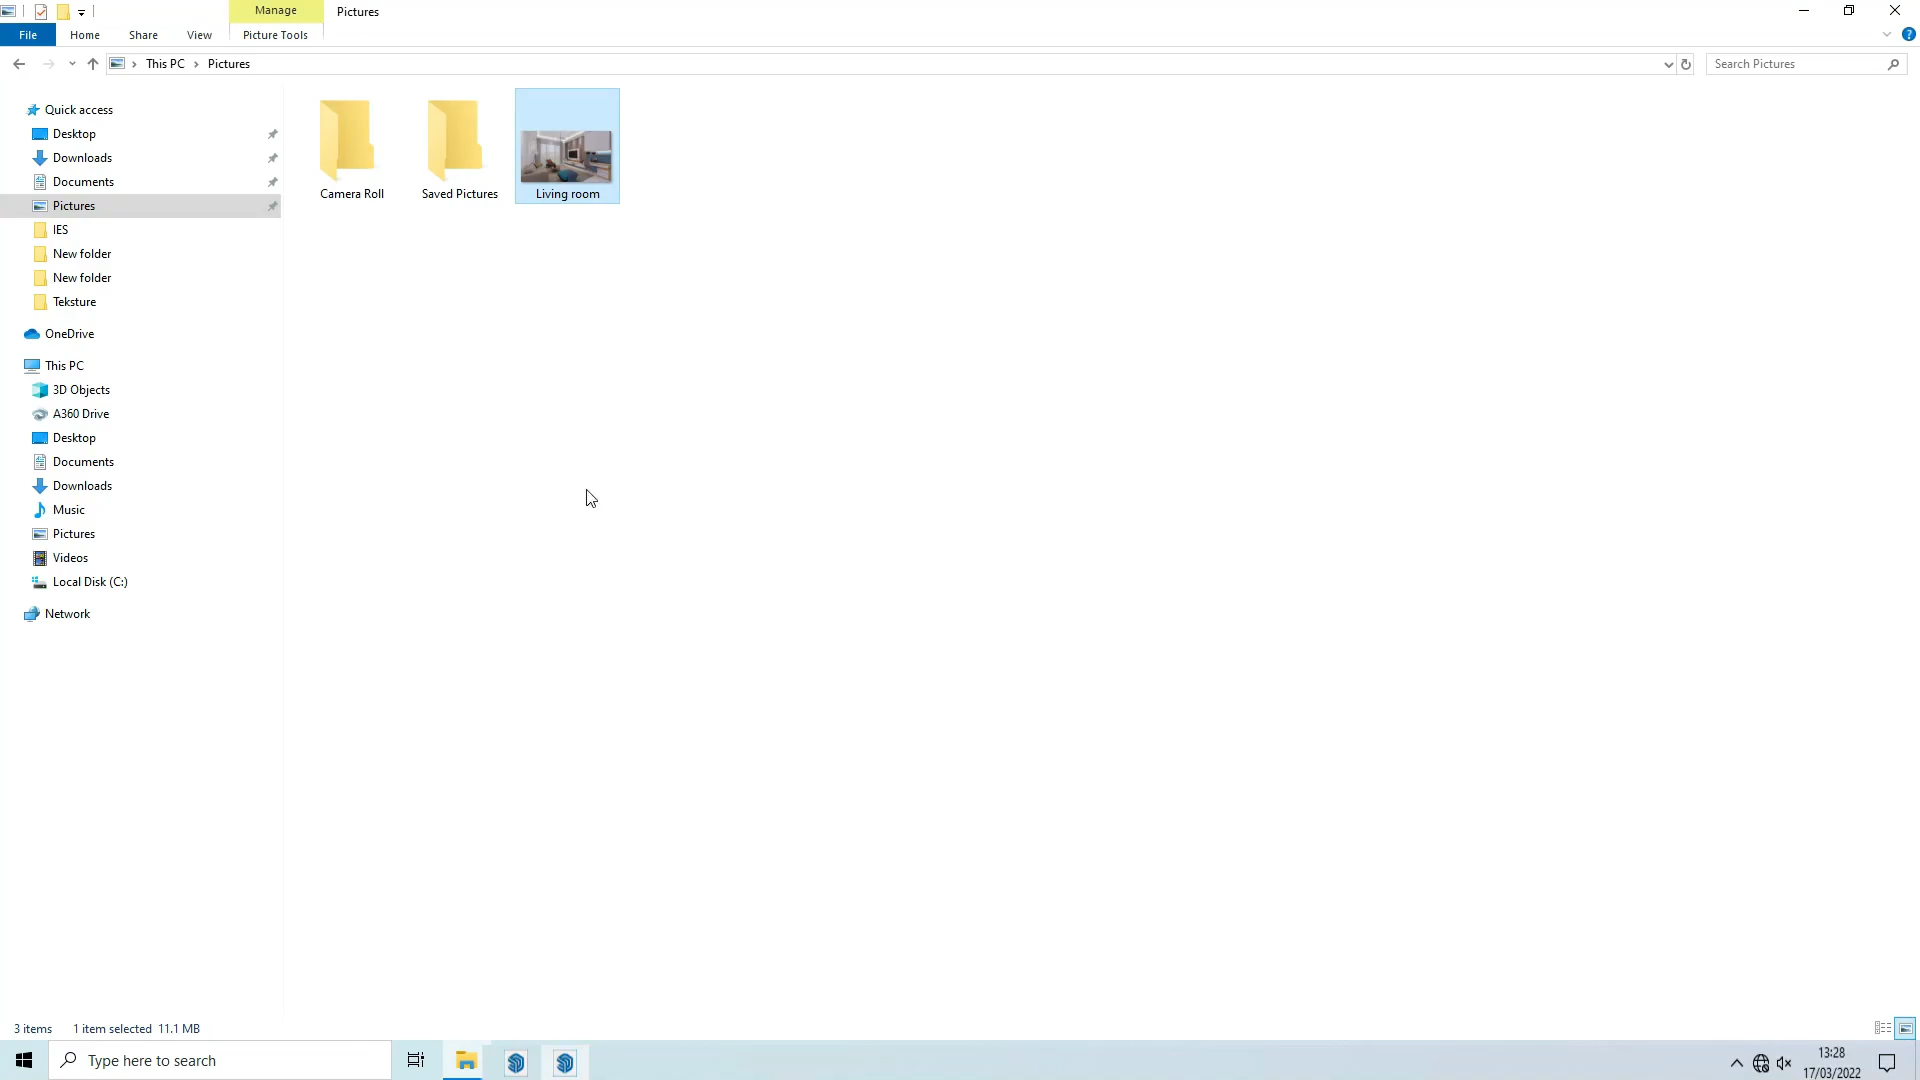 Manage
Pictures
File
Home
Share
View
Picture Tools
This PC
Pictures
Search Pictures
Quick access
Desktop
Downloads
Documents
Pictures
IES
New folder
New folder
Teksture
OneDrive
This PC
3D Objects
A360 Drive
Desktop
Documents
Downloads
Music
Pictures
Videos
Local Disk (C:)
Network
Camera Roll
Saved Pictures
Living room
3 items
1 item selected 11.1 MB
Type here to search
13:28
17/03/2022